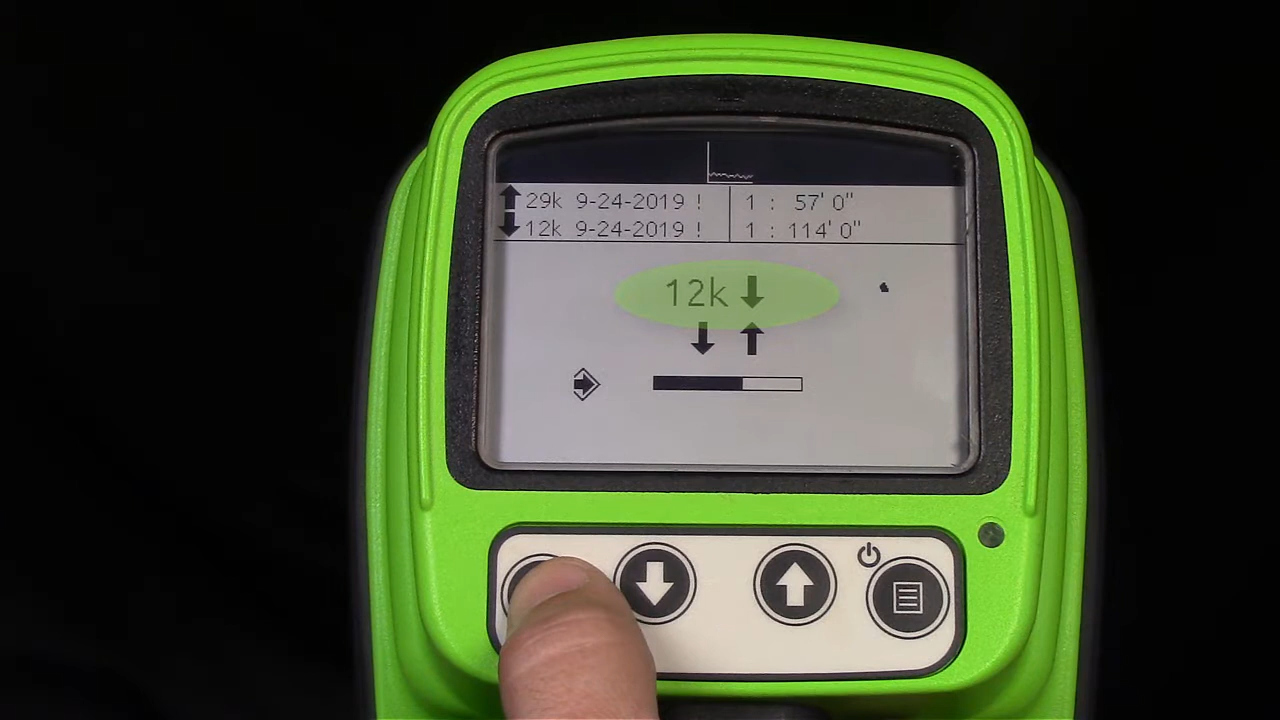 29k 9-24-2019 ! 1 : 57' 0"
12k 9-24-2019 ! 1 : 114' 0"
12k